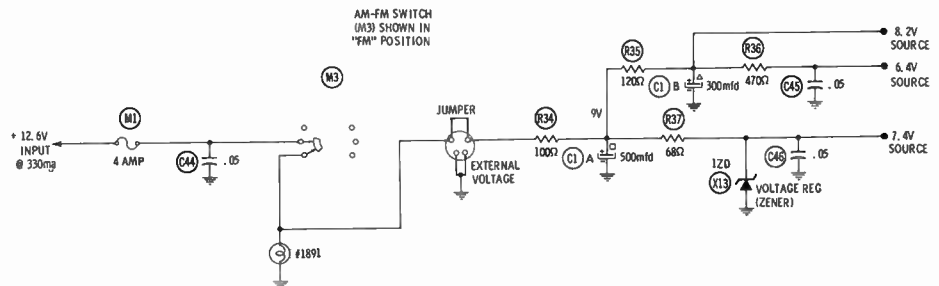 AM-FM SWITCH
(M3) SHOWN IN
"FM" POSITION
M3
M1
+ 12.6V
INPUT
@ 330ma
4 AMP
C44
.05
#1891
JUMPER
EXTERNAL
VOLTAGE
R34
100Ω
9V
C1 A
500mfd
R35
120Ω
C1 B
300mfd
R36
470Ω
C45
.05
8.2V
SOURCE
6.4V
SOURCE
R37
68Ω
1ZD
X13
VOLTAGE REG
(ZENER)
C46
.05
7.4V
SOURCE